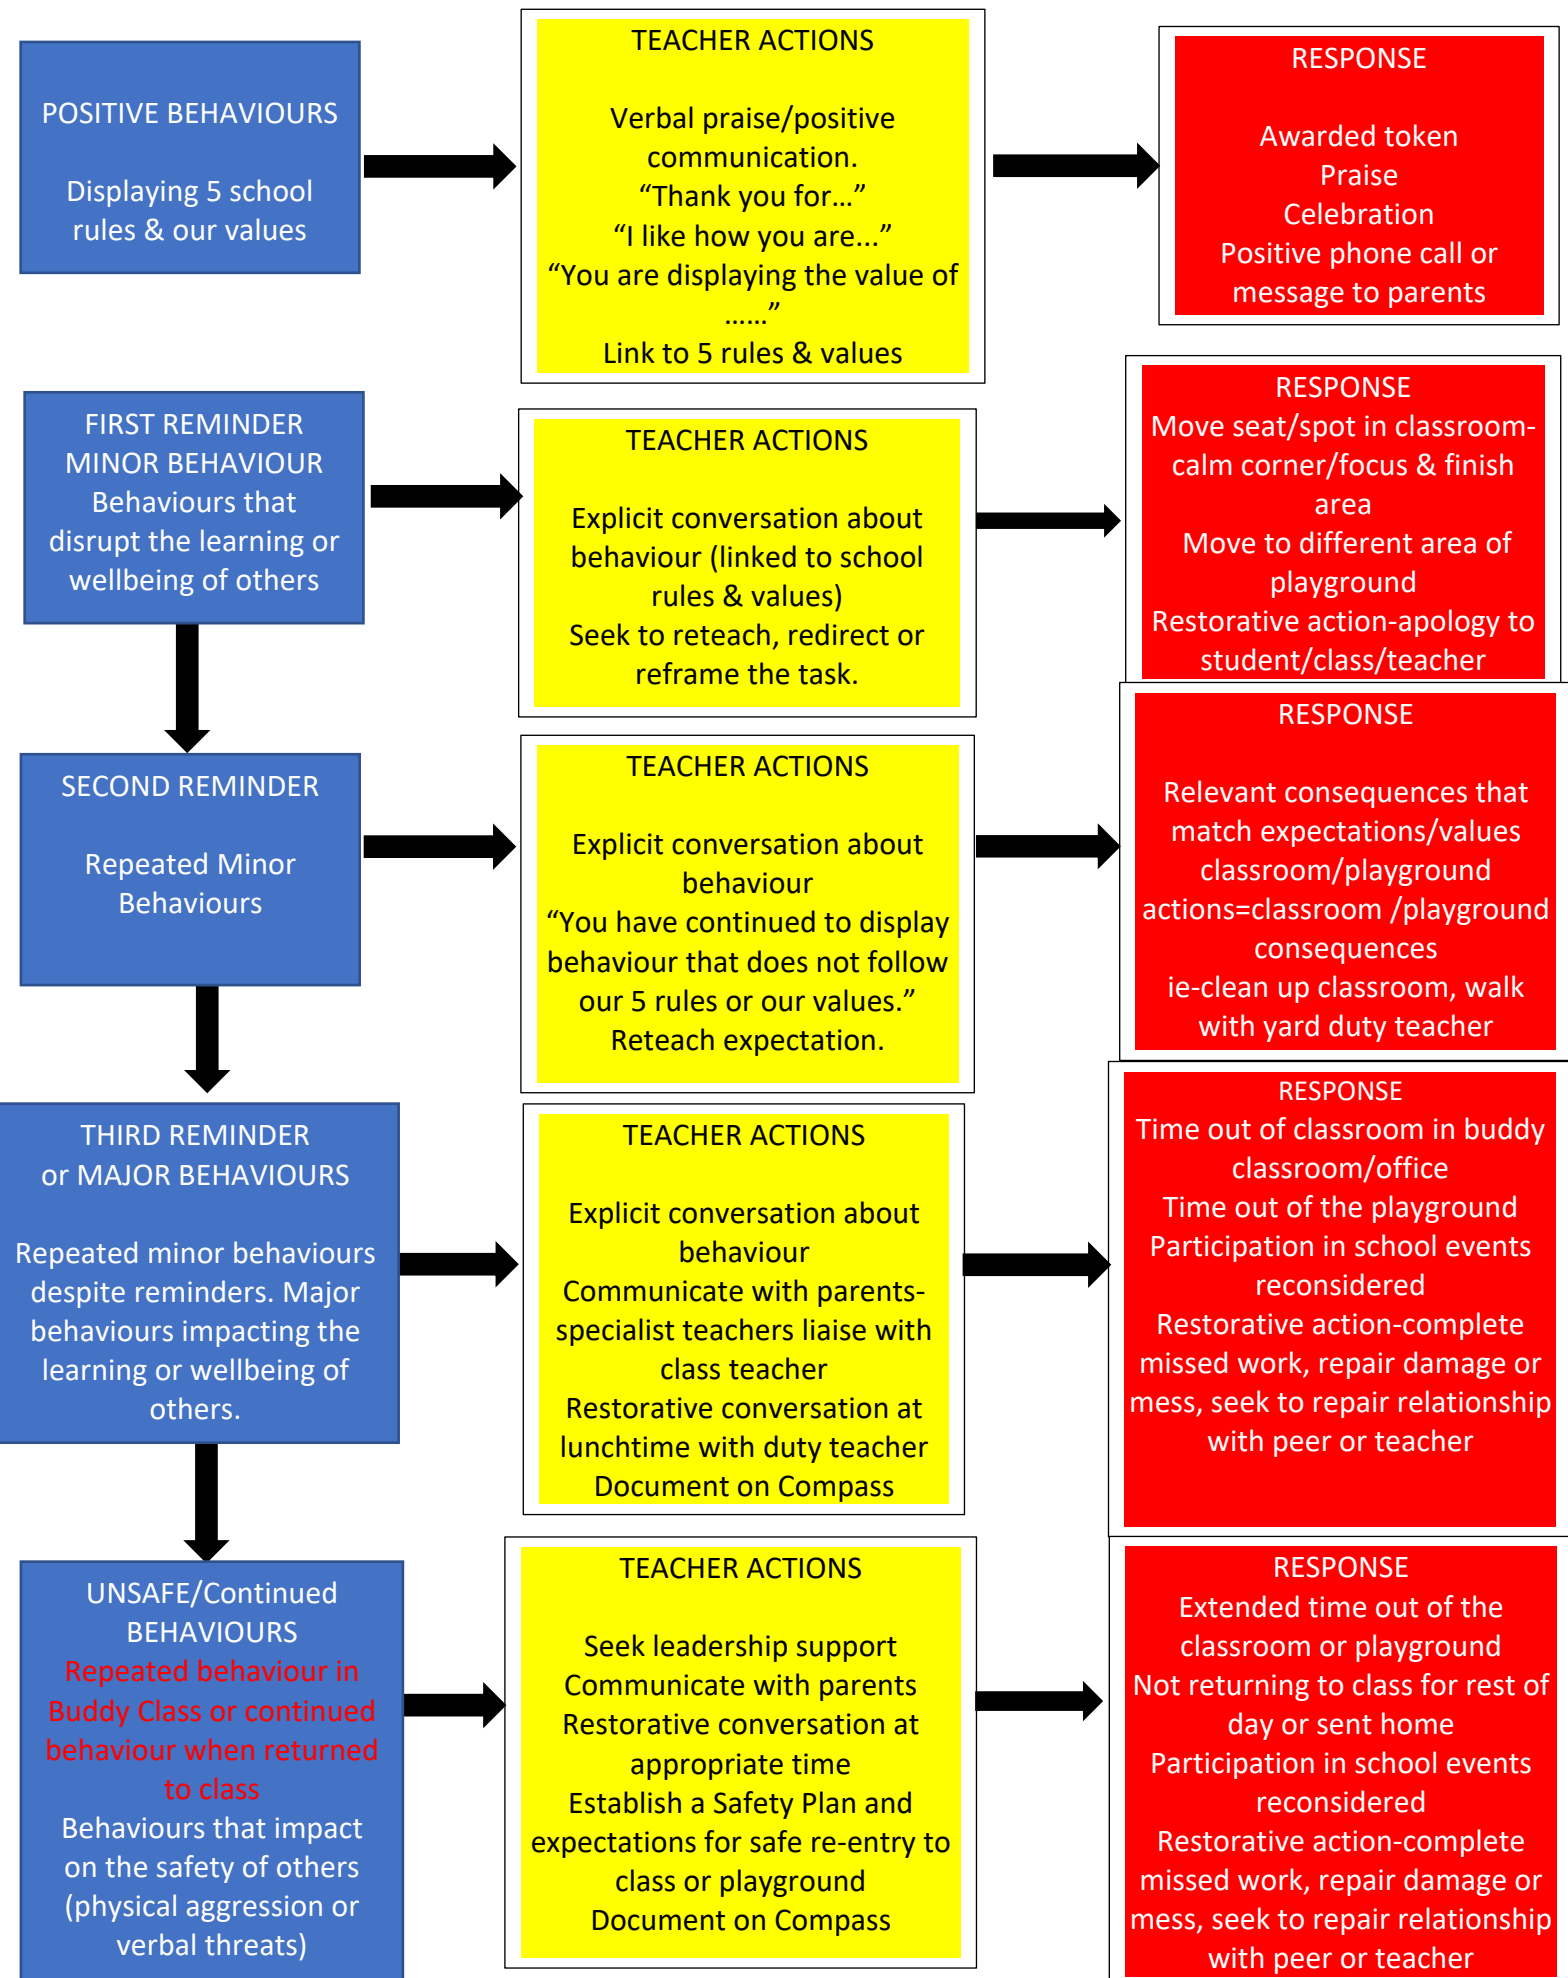 POSITIVE BEHAVIOURS
Displaying 5 school
rules & our values
TEACHER ACTIONS
Verbal praise/positive
communication.
“Thank you for…”
“I like how you are...”
“You are displaying the value of
……”
Link to 5 rules & values
RESPONSE
Awarded token
Praise
Celebration
Positive phone call or
message to parents
FIRST REMINDER
MINOR BEHAVIOUR
Behaviours that
disrupt the learning or
wellbeing of others
TEACHER ACTIONS
Explicit conversation about
behaviour (linked to school
rules & values)
Seek to reteach, redirect or
reframe the task.
RESPONSE
Move seat/spot in classroom-
calm corner/focus & finish
area
Move to different area of
playground
Restorative action-apology to
student/class/teacher
SECOND REMINDER
Repeated Minor
Behaviours
TEACHER ACTIONS
Explicit conversation about
behaviour
“You have continued to display
behaviour that does not follow
our 5 rules or our values.”
Reteach expectation.
RESPONSE
Relevant consequences that
match expectations/values
classroom/playground
actions=classroom /playground
consequences
ie-clean up classroom, walk
with yard duty teacher
THIRD REMINDER
or MAJOR BEHAVIOURS
Repeated minor behaviours
despite reminders. Major
behaviours impacting the
learning or wellbeing of
others.
TEACHER ACTIONS
Explicit conversation about
behaviour
Communicate with parents-
specialist teachers liaise with
class teacher
Restorative conversation at
lunchtime with duty teacher
Document on Compass
RESPONSE
Time out of classroom in buddy
classroom/office
Time out of the playground
Participation in school events
reconsidered
Restorative action-complete
missed work, repair damage or
mess, seek to repair relationship
with peer or teacher
UNSAFE/Continued
BEHAVIOURS
Repeated behaviour in
Buddy Class or continued
behaviour when returned
to class
Behaviours that impact
on the safety of others
(physical aggression or
verbal threats)
TEACHER ACTIONS
Seek leadership support
Communicate with parents
Restorative conversation at
appropriate time
Establish a Safety Plan and
expectations for safe re-entry to
class or playground
Document on Compass
RESPONSE
Extended time out of the
classroom or playground
Not returning to class for rest of
day or sent home
Participation in school events
reconsidered
Restorative action-complete
missed work, repair damage or
mess, seek to repair relationship
with peer or teacher